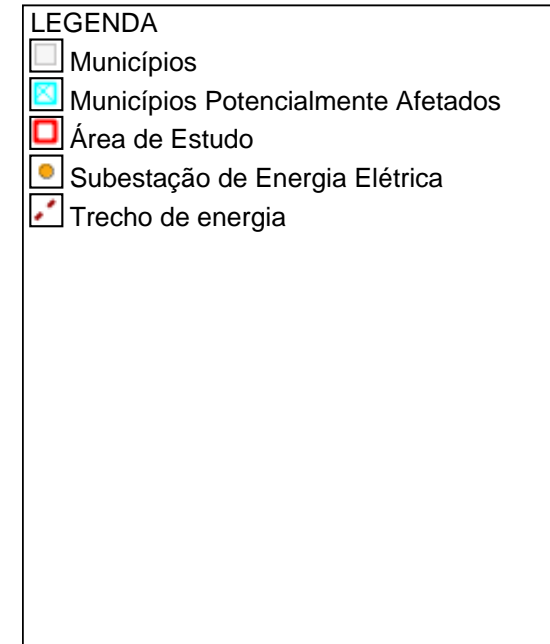 LEGENDA
Municípios
Municípios Potencialmente Afetados
Área de Estudo
Subestação de Energia Elétrica
Trecho de energia